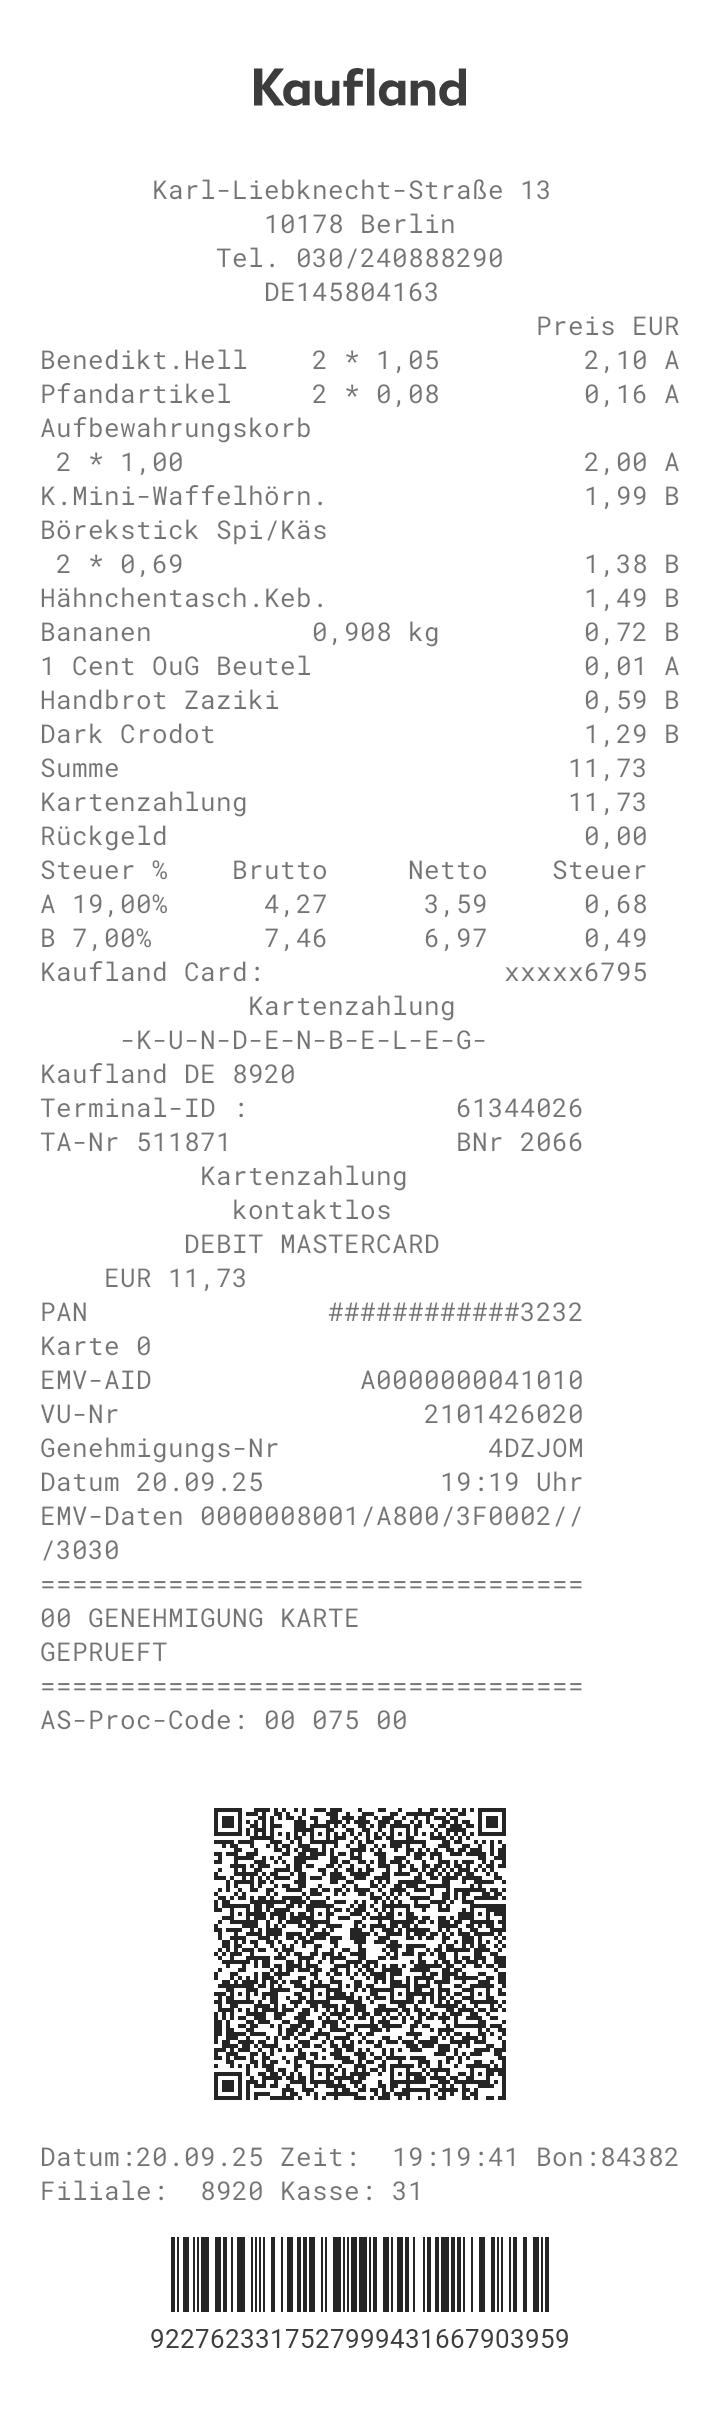 Kaufland
Karl-Liebknecht-Straße 13
10178 Berlin
Tel. 030/240888290
DE145804163
Preis EUR
Benedikt.Hell 2 * 1,05 2,10 A
Pfandartikel 2 * 0,08 0,16 A
Aufbewahrungskorb
2 * 1,00 2,00 A
K.Mini-Waffelhörn. 1,99 B
Börekstick Spi/Käs
2 * 0,69 1,38 B
Hähnchentasch.Keb. 1,49 B
Bananen 0,908 kg 0,72 B
1 Cent OuG Beutel 0,01 A
Handbrot Zaziki 0,59 B
Dark Crodot 1,29 B
Summe 11,73
Kartenzahlung 11,73
Rückgeld 0,00
Steuer % Brutto Netto Steuer
A 19,00% 4,27 3,59 0,68
B 7,00% 7,46 6,97 0,49
Kaufland Card: xxxxx6795
Kartenzahlung
-K-U-N-D-E-N-B-E-L-E-G-
Kaufland DE 8920
Terminal-ID : 61344026
TA-Nr 511871 BNr 2066
Kartenzahlung
kontaktlos
DEBIT MASTERCARD
EUR 11,73
PAN ############3232
Karte 0
EMV-AID A0000000041010
VU-Nr 2101426020
Genehmigungs-Nr 4DZJOM
Datum 20.09.25 19:19 Uhr
EMV-Daten 0000008001/A800/3F0002//
/3030
==================================
00 GENEHMIGUNG KARTE
GEPRUEFT
==================================
AS-Proc-Code: 00 075 00
Datum:20.09.25 Zeit: 19:19:41 Bon:84382
Filiale: 8920 Kasse: 31
9227623317527999431667903959